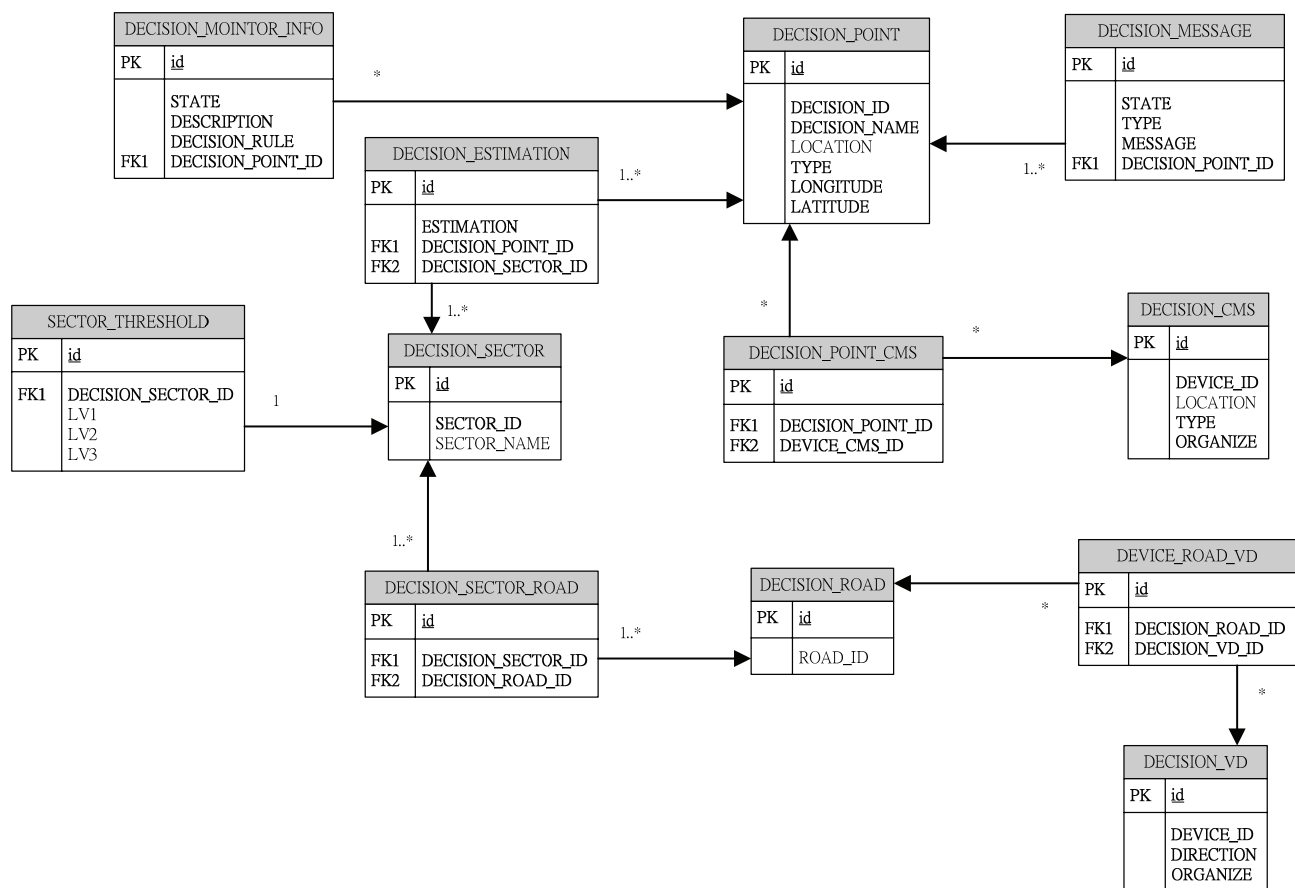 DECISION_MOINTOR_INFO
PK id
STATE
DESCRIPTION
DECISION_RULE
FK1 DECISION_POINT_ID
*
DECISION_POINT
PK id
DECISION_ID
DECISION_NAME
LOCATION
TYPE
LONGITUDE
LATITUDE
DECISION_MESSAGE
PK id
STATE
TYPE
MESSAGE
FK1 DECISION_POINT_ID
1..*
DECISION_ESTIMATION
PK id
ESTIMATION
FK1 DECISION_POINT_ID
FK2 DECISION_SECTOR_ID
1..*
1..*
SECTOR_THRESHOLD
PK id
FK1 DECISION_SECTOR_ID
LV1
LV2
LV3
1
DECISION_SECTOR
PK id
SECTOR_ID
SECTOR_NAME
*
DECISION_POINT_CMS
PK id
FK1 DECISION_POINT_ID
FK2 DEVICE_CMS_ID
*
DECISION_CMS
PK id
DEVICE_ID
LOCATION
TYPE
ORGANIZE
1..*
DECISION_SECTOR_ROAD
PK id
FK1 DECISION_SECTOR_ID
FK2 DECISION_ROAD_ID
1..*
DECISION_ROAD
PK id
ROAD_ID
*
DEVICE_ROAD_VD
PK id
FK1 DECISION_ROAD_ID
FK2 DECISION_VD_ID
*
DECISION_VD
PK id
DEVICE_ID
DIRECTION
ORGANIZE